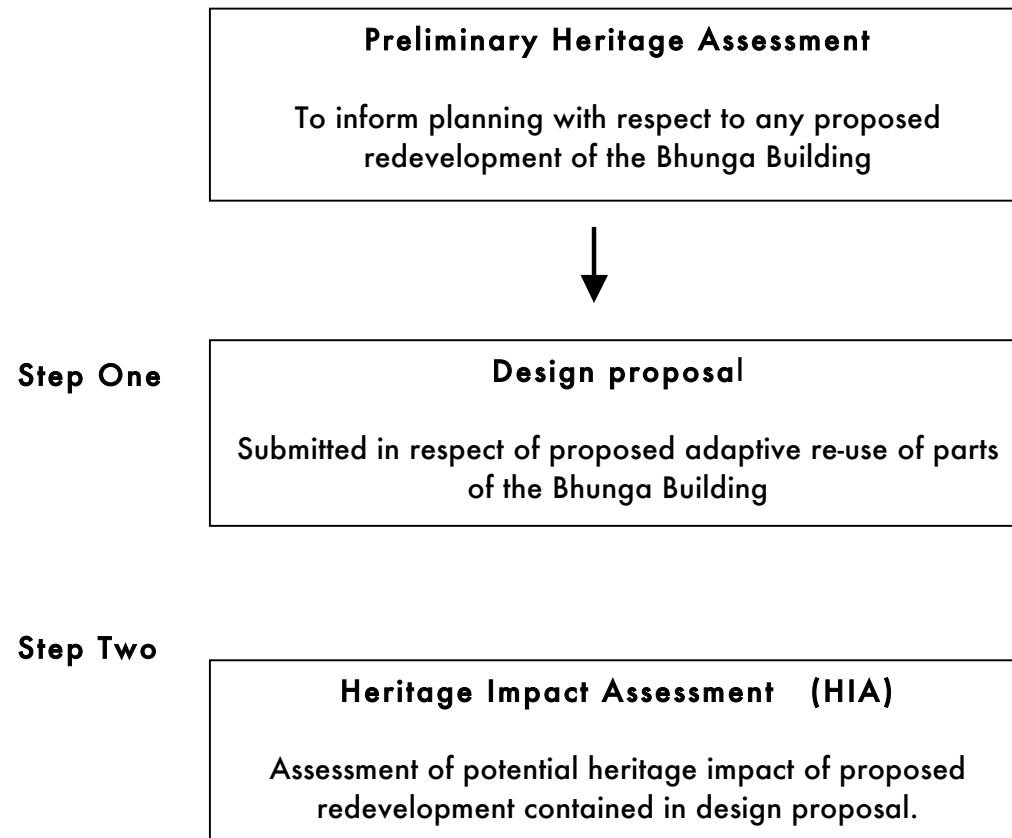 Preliminary Heritage Assessment
To inform planning with respect to any proposed
redevelopment of the Bhunga Building
Step One
Design proposal
Submitted in respect of proposed adaptive re-use of parts
of the Bhunga Building
Step Two
Heritage Impact Assessment (HIA)
Assessment of potential heritage impact of proposed
redevelopment contained in design proposal.